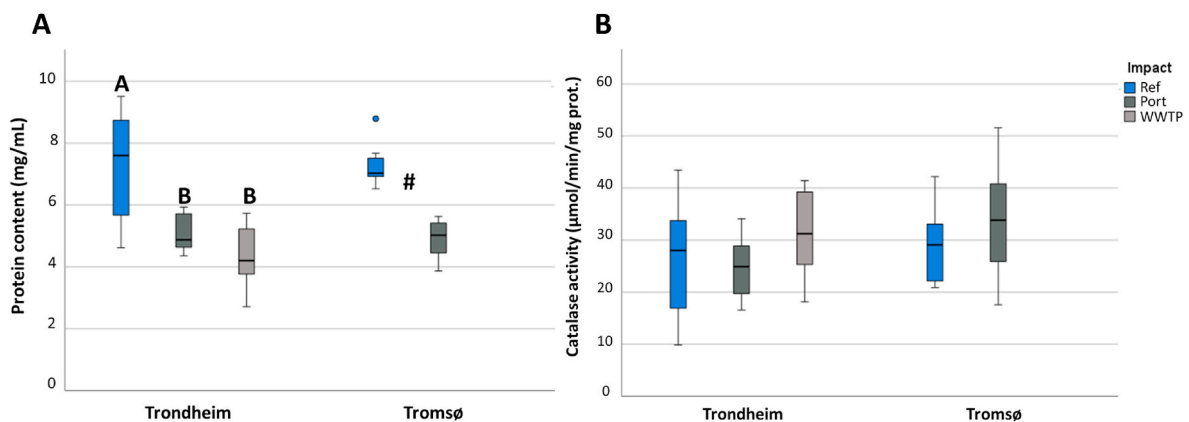 A
Protein content (mg/mL)
10
8
6
4
2
0
A
B
B
#
Trondheim
Tromsø
B
Catalase activity (µmol/min/mg prot.)
60
50
40
30
20
10
0
Trondheim
Tromsø
Impact
Ref
Port
WWTP